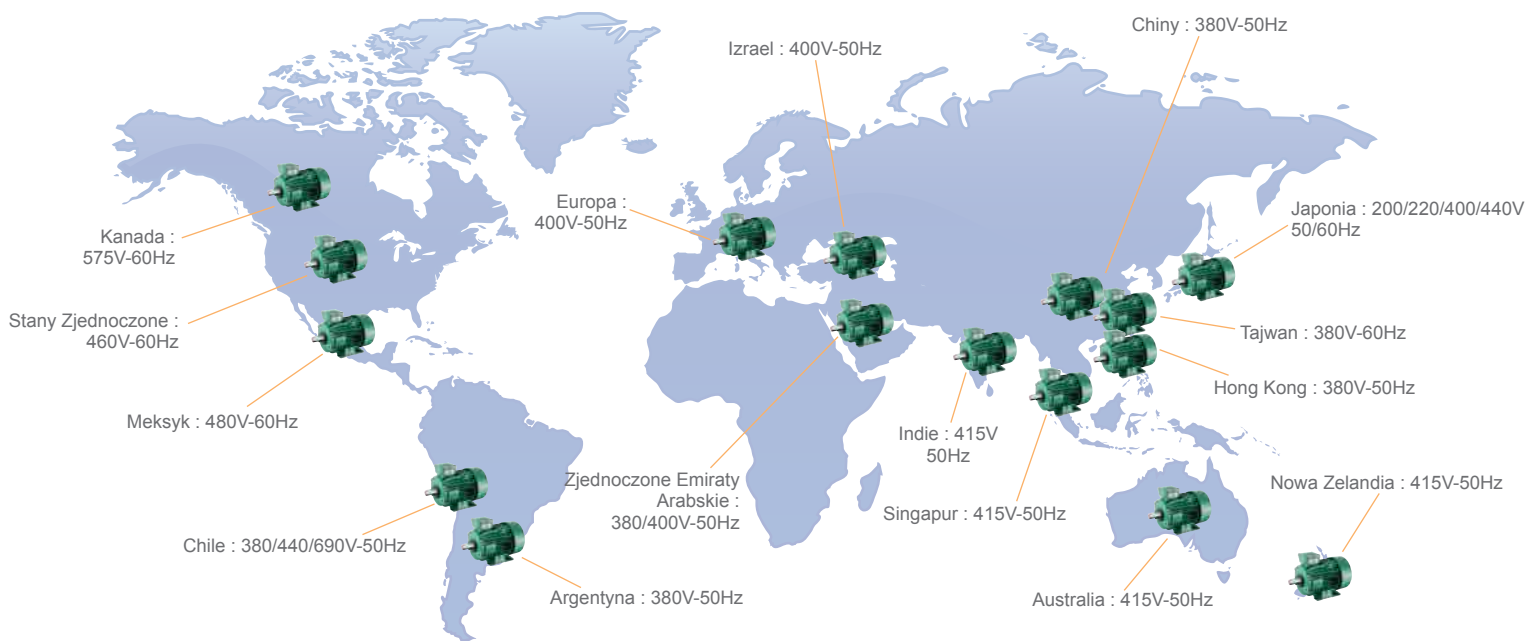 Chiny : 380V-50Hz
Izrael : 400V-50Hz
Europa :
400V-50Hz
Japonia : 200/220/400/440V
50/60Hz
Kanada :
575V-60Hz
Stany Zjednoczone :
460V-60Hz
Tajwan : 380V-60Hz
Hong Kong : 380V-50Hz
Meksyk : 480V-60Hz
Indie : 415V
50Hz
Zjednoczone Emiraty
Arabskie :
380/400V-50Hz
Nowa Zelandia : 415V-50Hz
Singapur : 415V-50Hz
Chile : 380/440/690V-50Hz
Argentyna : 380V-50Hz
Australia : 415V-50Hz